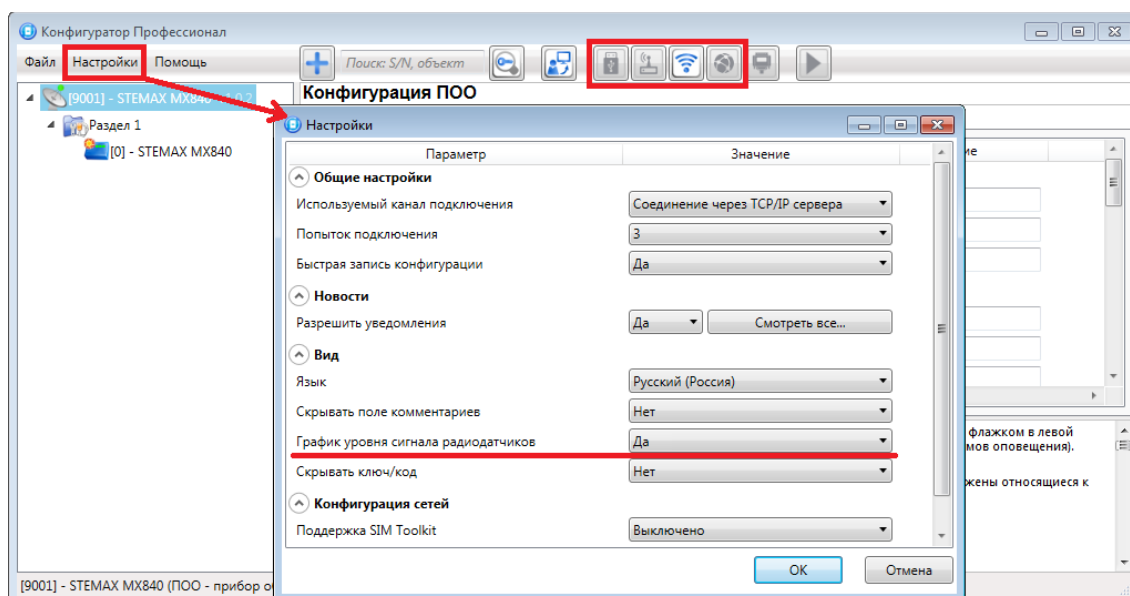 Конфигуратор Профессионал
Файл Настройки Помощь
Поиск: S/N, объект
[9001] - STEMAX MX840
Раздел 1
[0] - STEMAX MX840
Конфигурация ПОО
Настройки
Параметр Значение
Общие настройки
Используемый канал подключения Соединение через TCP/IP сервера
Попыток подключения 3
Быстрая запись конфигурации Да
Новости
Разрешить уведомления Да Смотреть все...
Вид
Язык Русский (Россия)
Скрывать поле комментариев Нет
График уровня сигнала радиодатчиков Да
Скрывать ключ/код Нет
Конфигурация сетей
Поддержка SIM Toolkit Выключено
OK Отмена
ие
флажком в левой
мов оповещения).
жены относящиеся к
[9001] - STEMAX MX840 (ПОО - прибор о